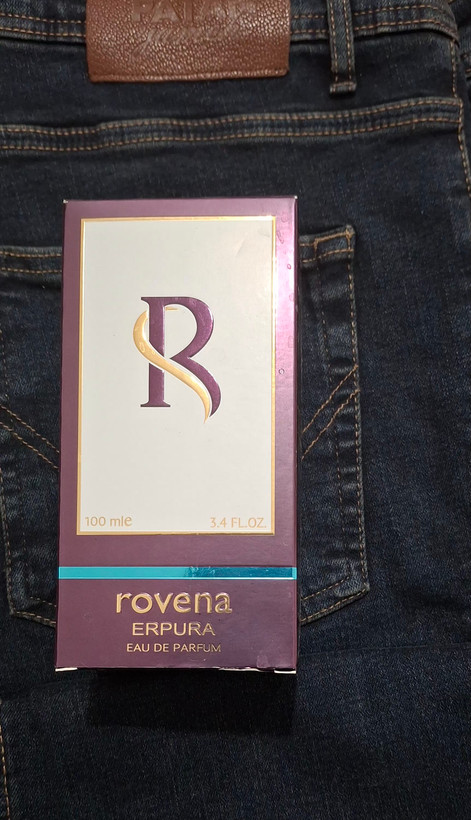 R
100 mle
3.4 FL.OZ.
rovena
ERPURA
EAU DE PARFUM